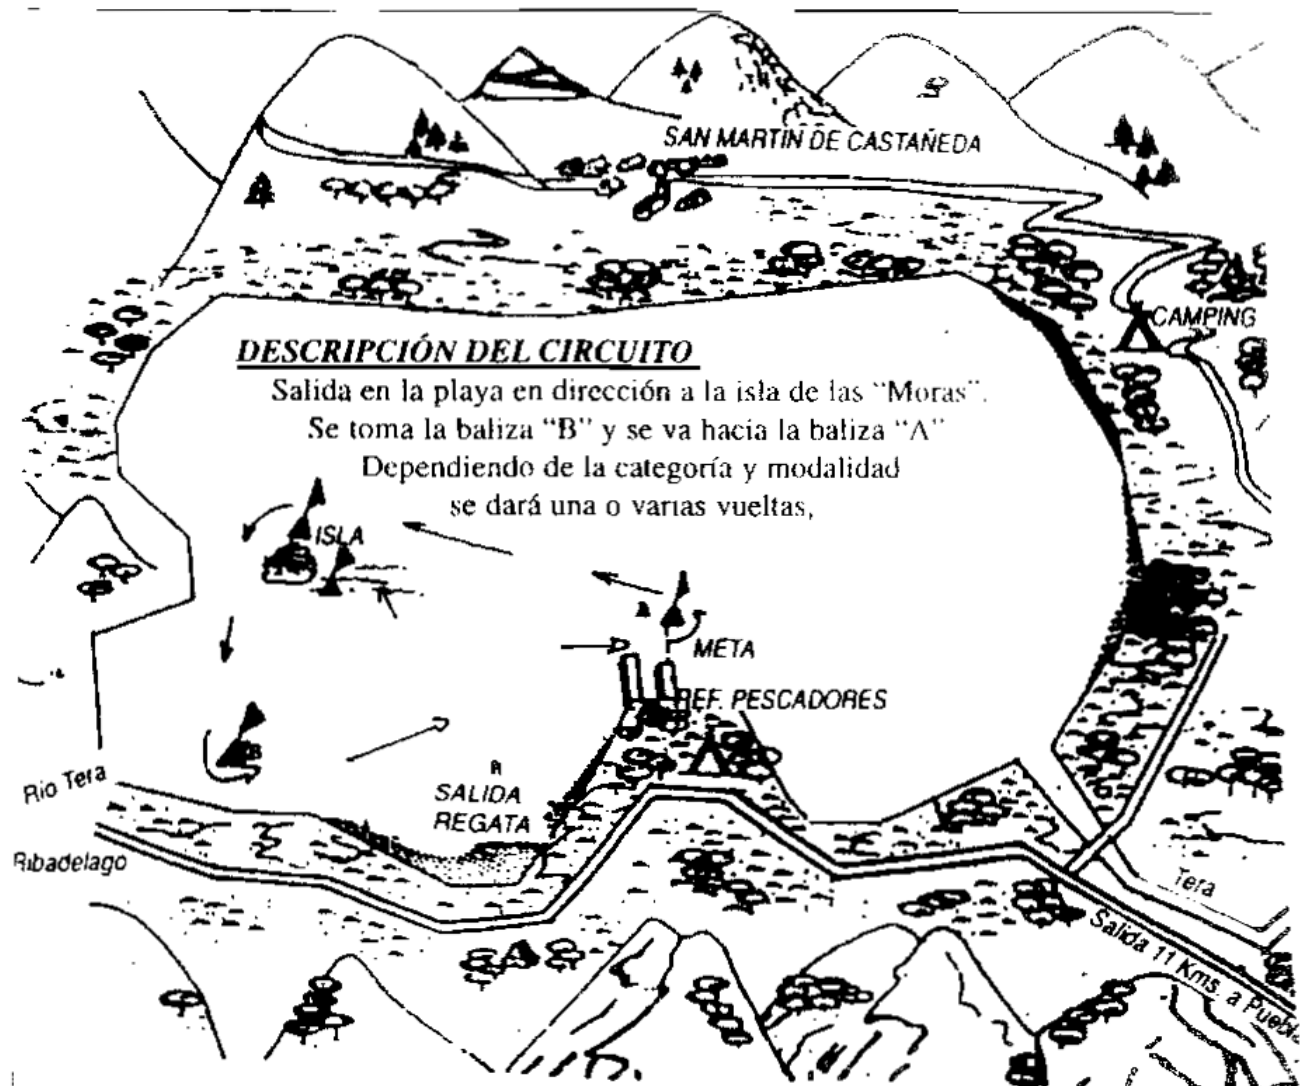 SAN MARTIN DE CASTAÑEDA
CAMPING
DESCRIPCIÓN DEL CIRCUITO
Salida en la playa en dirección a la isla de las “Moras”.
Se toma la baliza “B” y se va hacia la baliza “A”
Dependiendo de la categoría y modalidad
se dará una o varias vueltas,
ISLA
META
REF. PESCADORES
B
Rio Tera
SALIDA
REGATA
Ribadelago
Tera
Salida 11 Kms. a Puebla